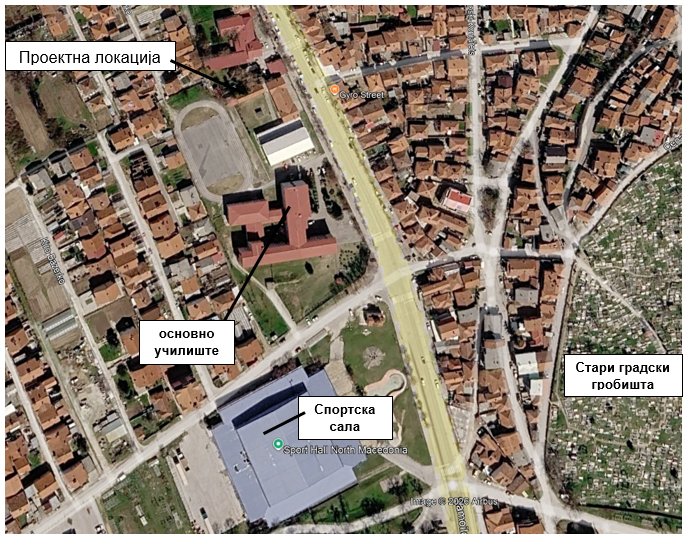 Проектна локација
Gyro Street
основно
училиште
Стари градски
гробишта
Спортска
сала
Sport Hall North Macedonia
Image © 2026 Airbus